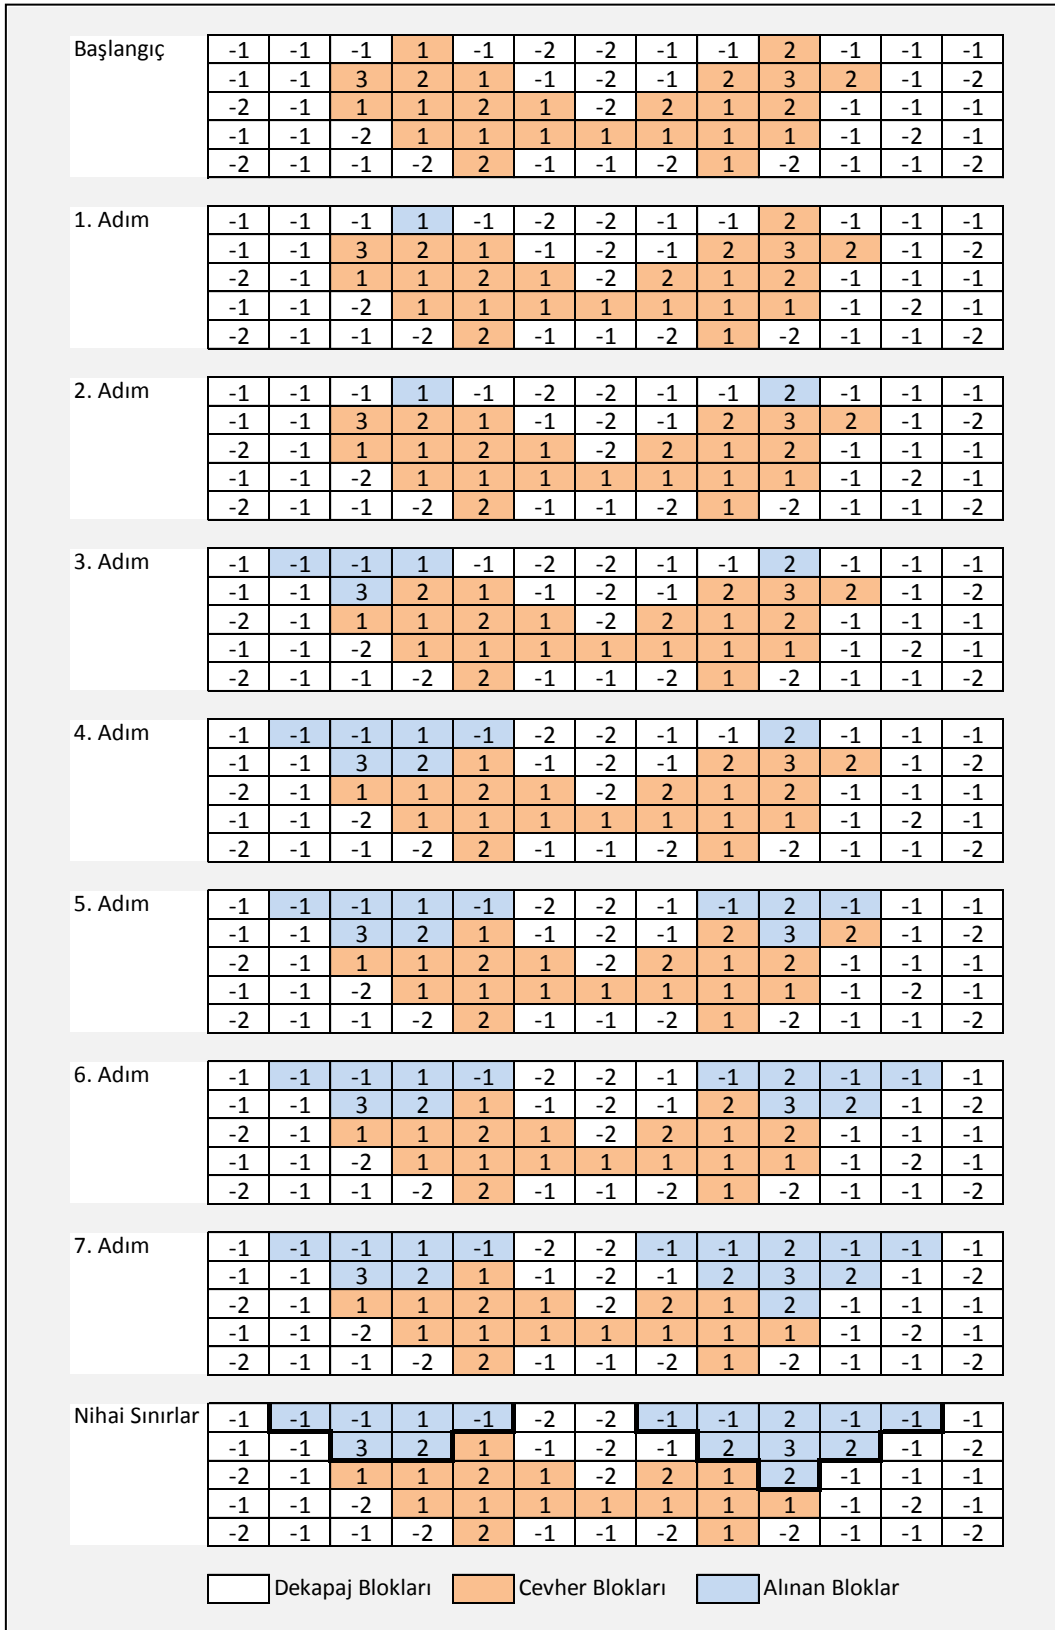 Başlangıç -1 -1 -1 1 -1 -2 -2 -1 -1 2 -1 -1 -1
-1 -1 3 2 1 -1 -2 -1 2 3 2 -1 -2
-2 -1 1 1 2 1 -2 2 1 2 -1 -1 -1
-1 -1 -2 1 1 1 1 1 1 1 -1 -2 -1
-2 -1 -1 -2 2 -1 -1 -2 1 -2 -1 -1 -2
1. Adım -1 -1 -1 1 -1 -2 -2 -1 -1 2 -1 -1 -1
-1 -1 3 2 1 -1 -2 -1 2 3 2 -1 -2
-2 -1 1 1 2 1 -2 2 1 2 -1 -1 -1
-1 -1 -2 1 1 1 1 1 1 1 -1 -2 -1
-2 -1 -1 -2 2 -1 -1 -2 1 -2 -1 -1 -2
2. Adım -1 -1 -1 1 -1 -2 -2 -1 -1 2 -1 -1 -1
-1 -1 3 2 1 -1 -2 -1 2 3 2 -1 -2
-2 -1 1 1 2 1 -2 2 1 2 -1 -1 -1
-1 -1 -2 1 1 1 1 1 1 1 -1 -2 -1
-2 -1 -1 -2 2 -1 -1 -2 1 -2 -1 -1 -2
3. Adım -1 -1 -1 1 -1 -2 -2 -1 -1 2 -1 -1 -1
-1 -1 3 2 1 -1 -2 -1 2 3 2 -1 -2
-2 -1 1 1 2 1 -2 2 1 2 -1 -1 -1
-1 -1 -2 1 1 1 1 1 1 1 -1 -2 -1
-2 -1 -1 -2 2 -1 -1 -2 1 -2 -1 -1 -2
4. Adım -1 -1 -1 1 -1 -2 -2 -1 -1 2 -1 -1 -1
-1 -1 3 2 1 -1 -2 -1 2 3 2 -1 -2
-2 -1 1 1 2 1 -2 2 1 2 -1 -1 -1
-1 -1 -2 1 1 1 1 1 1 1 -1 -2 -1
-2 -1 -1 -2 2 -1 -1 -2 1 -2 -1 -1 -2
5. Adım -1 -1 -1 1 -1 -2 -2 -1 -1 2 -1 -1 -1
-1 -1 3 2 1 -1 -2 -1 2 3 2 -1 -2
-2 -1 1 1 2 1 -2 2 1 2 -1 -1 -1
-1 -1 -2 1 1 1 1 1 1 1 -1 -2 -1
-2 -1 -1 -2 2 -1 -1 -2 1 -2 -1 -1 -2
6. Adım -1 -1 -1 1 -1 -2 -2 -1 -1 2 -1 -1 -1
-1 -1 3 2 1 -1 -2 -1 2 3 2 -1 -2
-2 -1 1 1 2 1 -2 2 1 2 -1 -1 -1
-1 -1 -2 1 1 1 1 1 1 1 -1 -2 -1
-2 -1 -1 -2 2 -1 -1 -2 1 -2 -1 -1 -2
7. Adım -1 -1 -1 1 -1 -2 -2 -1 -1 2 -1 -1 -1
-1 -1 3 2 1 -1 -2 -1 2 3 2 -1 -2
-2 -1 1 1 2 1 -2 2 1 2 -1 -1 -1
-1 -1 -2 1 1 1 1 1 1 1 -1 -2 -1
-2 -1 -1 -2 2 -1 -1 -2 1 -2 -1 -1 -2
Nihai Sınırlar -1 -1 -1 1 -1 -2 -2 -1 -1 2 -1 -1 -1
-1 -1 3 2 1 -1 -2 -1 2 3 2 -1 -2
-2 -1 1 1 2 1 -2 2 1 2 -1 -1 -1
-1 -1 -2 1 1 1 1 1 1 1 -1 -2 -1
-2 -1 -1 -2 2 -1 -1 -2 1 -2 -1 -1 -2
Dekapaj Blokları Cevher Blokları Alınan Bloklar